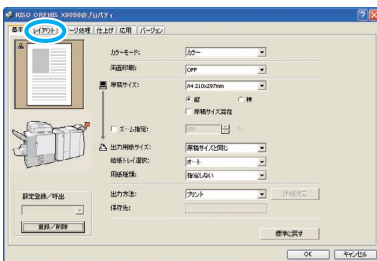 RISO ORPHIS X9050のプロパティ
基本 レイアウト ページ処理 仕上げ 応用 バージョン
カラーモード: カラー
両面印刷: OFF
原稿サイズ: A4 210x297mm
縦 横
原稿サイズ混在
ズーム指定: 100 %
出力用紙サイズ: 原稿サイズと同じ
給紙トレイ選択: オート
用紙種類: 指定しない
設定登録/呼出
出力方法: プリント 詳細設定
保存先:
登録/削除
標準に戻す
OK キャンセル